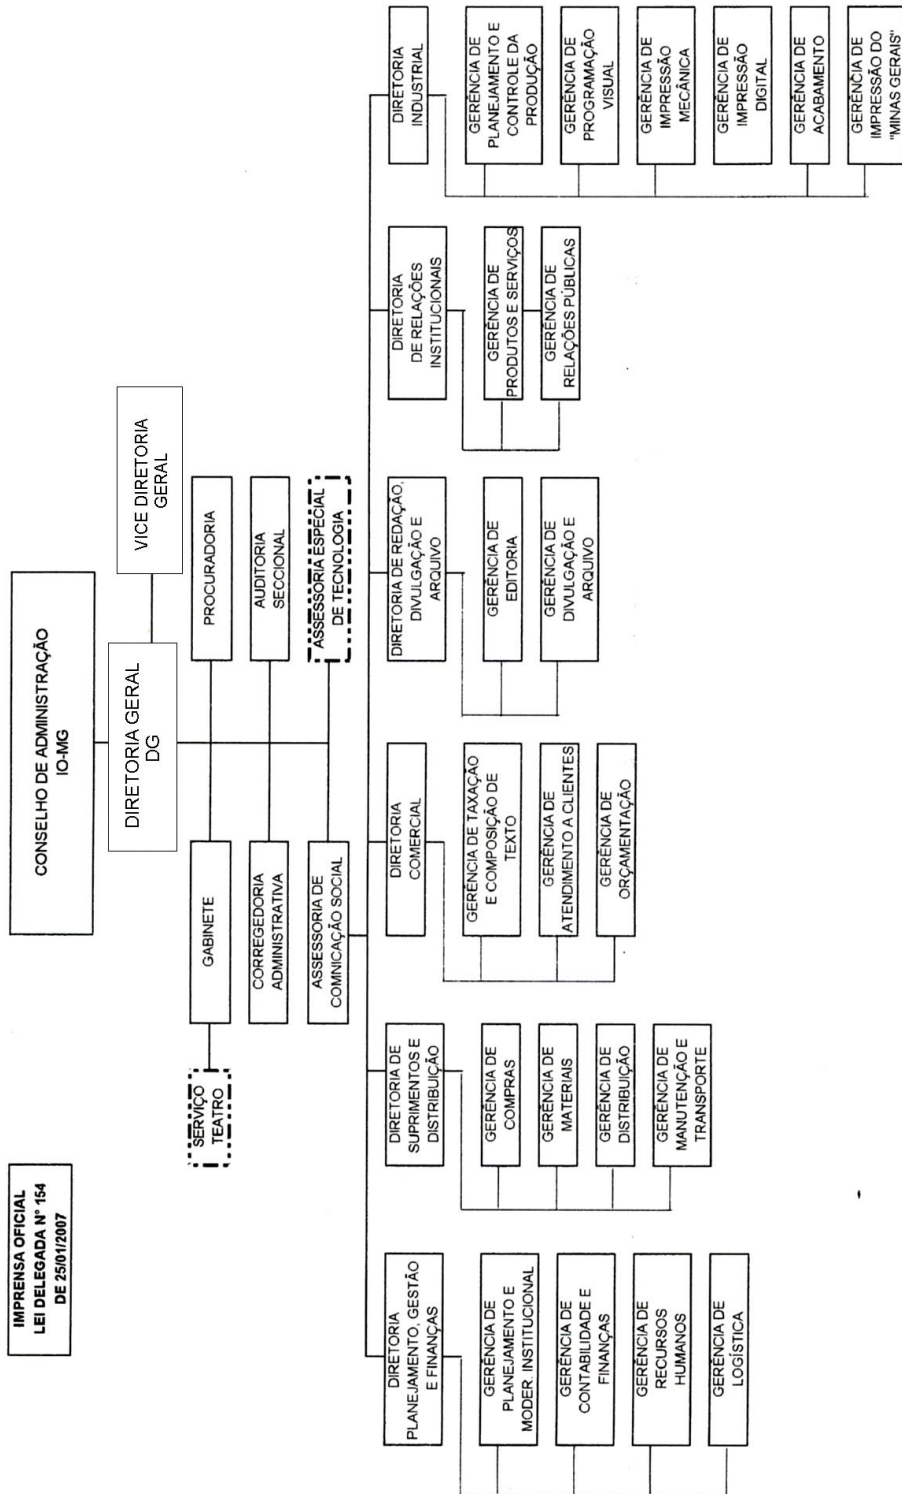 IMPRENSA OFICIAL
LEI DELEGADA N° 154
DE 25/01/2007
CONSELHO DE ADMINISTRAÇÃO
IO-MG
DIRETORIA GERAL
DG
VICE DIRETORIA
GERAL
SERVIÇO
TEATRO
GABINETE
PROCURADORIA
CORREGEDORIA
ADMINISTRATIVA
AUDITORIA
SECCIONAL
ASSESSORIA DE
COMNICAÇÃO SOCIAL
ASSESSORIA ESPECIAL
DE TECNOLOGIA
DIRETORIA
PLANEJAMENTO, GESTÃO
E FINANÇAS
GERÊNCIA DE
PLANEJAMENTO E
MODER. INSTITUCIONAL
GERÊNCIA DE
CONTABILIDADE E
FINANÇAS
GERÊNCIA DE
RECURSOS
HUMANOS
GERÊNCIA DE
LOGÍSTICA
DIRETORIA DE
SUPRIMENTOS E
DISTRIBUIÇÃO
GERÊNCIA DE
COMPRAS
GERÊNCIA DE
MATERIAIS
GERÊNCIA DE
DISTRIBUIÇÃO
GERÊNCIA DE
MANUTENÇÃO E
TRANSPORTE
DIRETORIA
COMERCIAL
GERÊNCIA DE TAXAÇÃO
E COMPOSIÇÃO DE
TEXTO
GERÊNCIA DE
ATENDIMENTO A CLIENTES
GERÊNCIA DE
ORÇAMENTAÇÃO
DIRETORIA DE REDAÇÃO,
DIVULGAÇÃO E
ARQUIVO
GERÊNCIA DE
EDITORIA
GERÊNCIA DE
DIVULGAÇÃO E
ARQUIVO
DIRETORIA
DE RELAÇÕES
INSTITUCIONAIS
GERÊNCIA DE
PRODUTOS E SERVIÇOS
GERÊNCIA DE
RELAÇÕES PÚBLICAS
DIRETORIA
INDUSTRIAL
GERÊNCIA DE
PLANEJAMENTO E
CONTROLE DA
PRODUÇÃO
GERÊNCIA DE
PROGRAMAÇÃO
VISUAL
GERÊNCIA DE
IMPRESSÃO
MECÂNICA
GERÊNCIA DE
IMPRESSÃO
DIGITAL
GERÊNCIA DE
ACABAMENTO
GERÊNCIA DE
IMPRESSÃO DO
"MINAS GERAIS"